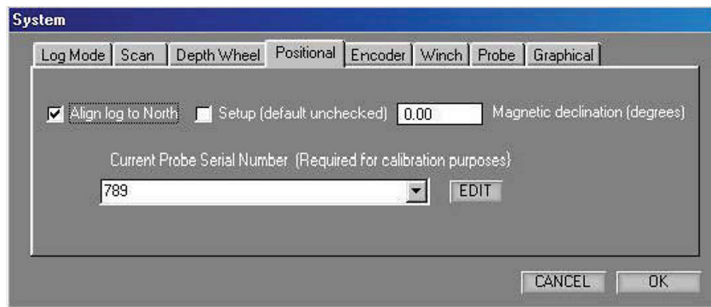 System
Log Mode Scan Depth Wheel Positional Encoder Winch Probe Graphical
Align log to North Setup (default unchecked) 0.00 Magnetic declination (degrees)
Current Probe Serial Number (Required for calibration purposes)
789 EDIT
CANCEL OK